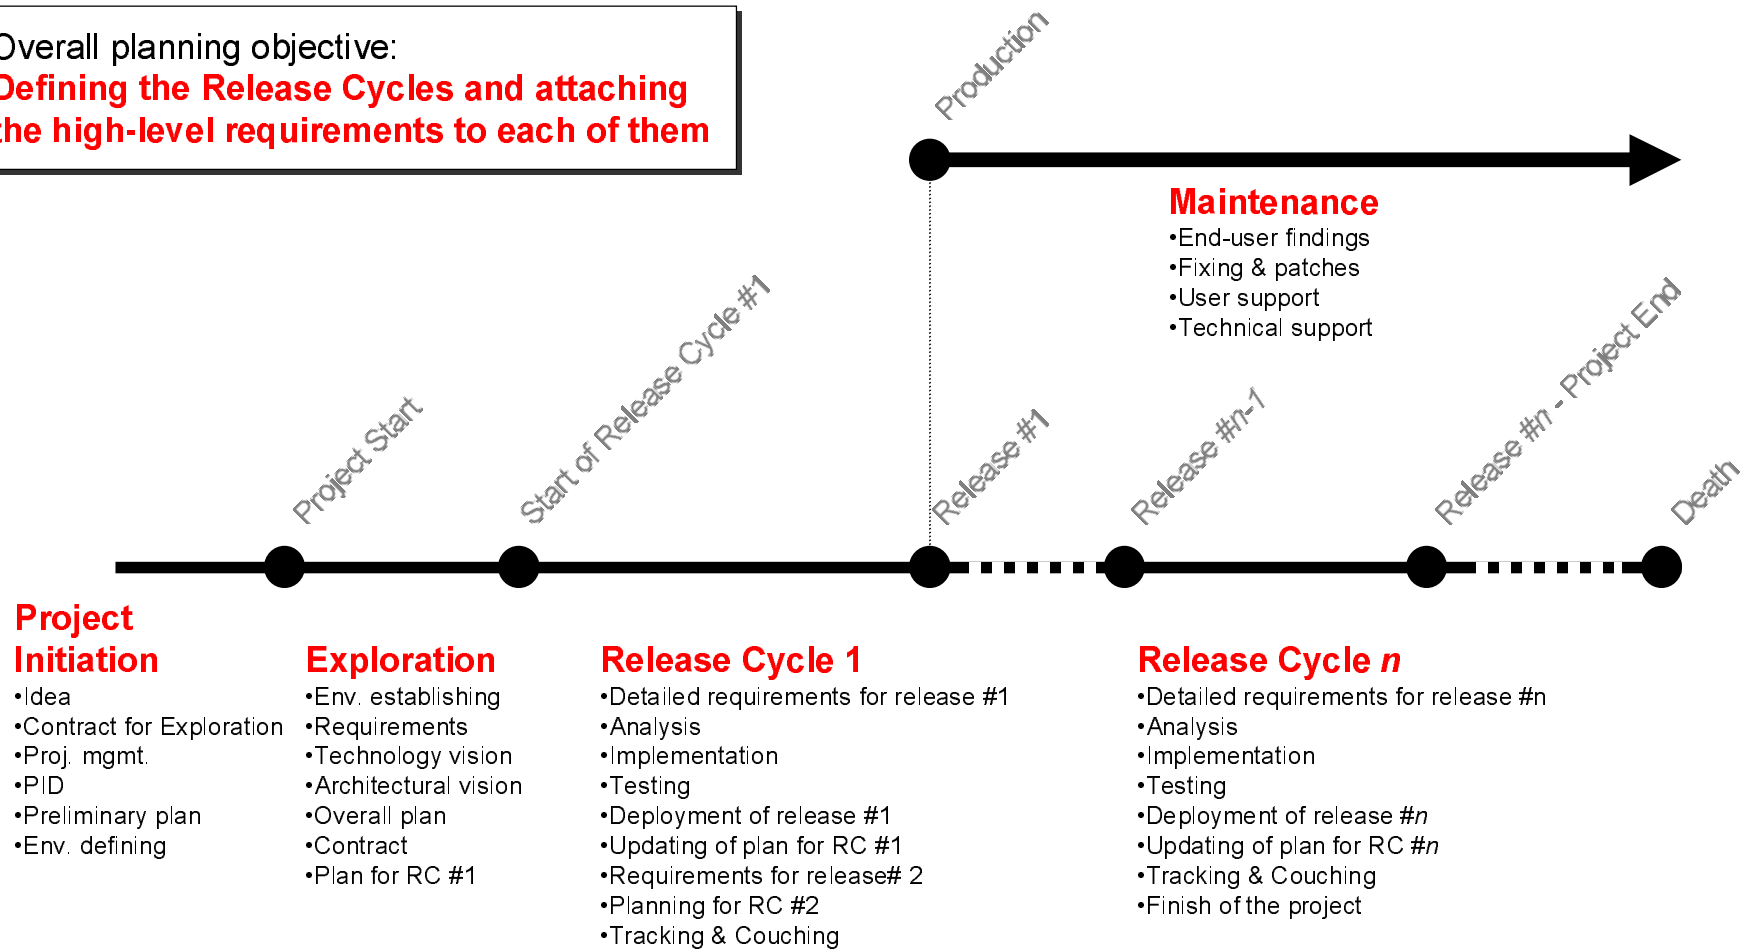 Overall planning objective:
Defining the Release Cycles and attaching
the high-level requirements to each of them
Production
Maintenance
•End-user findings
•Fixing & patches
•User support
•Technical support
Project Start
Start of Release Cycle #1
Release #1
Release #n-1
Release #n - Project End
Death
Project
Initiation
•Idea
•Contract for Exploration
•Proj. mgmt.
•PID
•Preliminary plan
•Env. defining
Exploration
•Env. establishing
•Requirements
•Technology vision
•Architectural vision
•Overall plan
•Contract
•Plan for RC #1
Release Cycle 1
•Detailed requirements for release #1
•Analysis
•Implementation
•Testing
•Deployment of release #1
•Updating of plan for RC #1
•Requirements for release# 2
•Planning for RC #2
•Tracking & Couching
Release Cycle n
•Detailed requirements for release #n
•Analysis
•Implementation
•Testing
•Deployment of release #n
•Updating of plan for RC #n
•Tracking & Couching
•Finish of the project